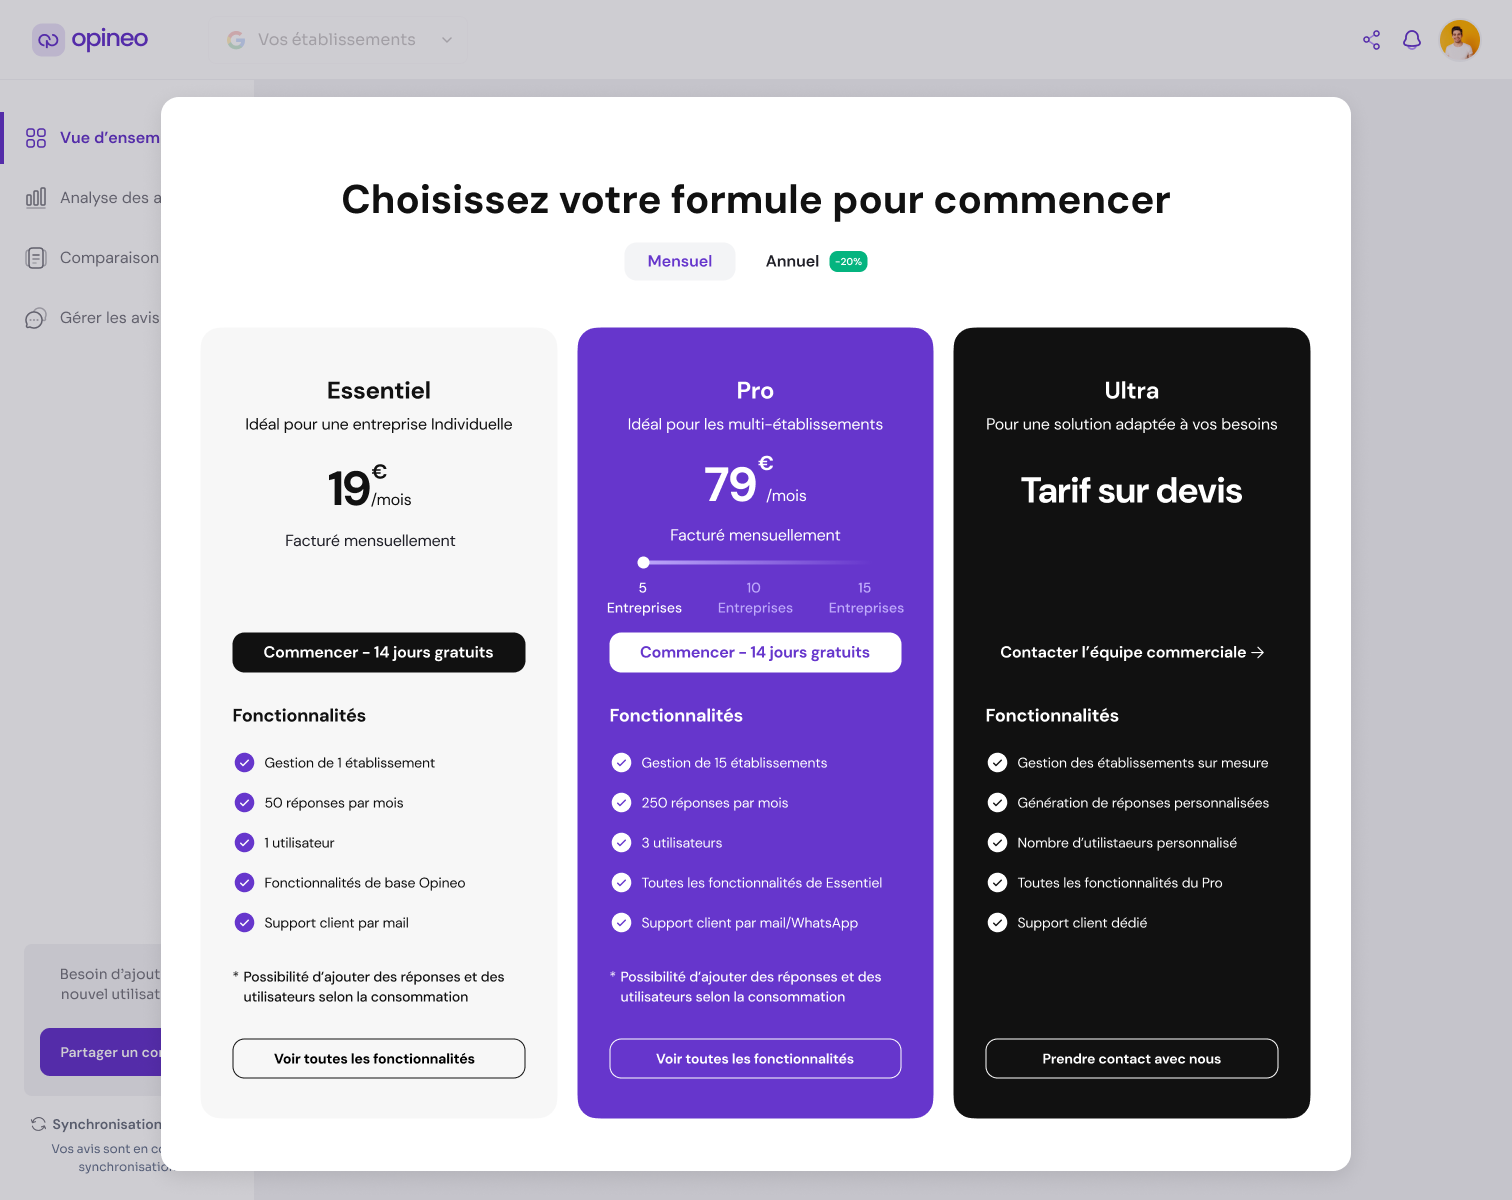 opineo
Vos établissements
Vue d’ensem
Analyse des a
Comparaison
Gérer les avis
Besoin d’ajout
nouvel utilisat
Partager un co
Synchronisation
Vos avis sont en co
synchronisation
Choisissez votre formule pour commencer
Mensuel
Annuel -20%
Essentiel
Idéal pour une entreprise Individuelle
19€/mois
Facturé mensuellement
Commencer - 14 jours gratuits
Fonctionnalités
Gestion de 1 établissement
50 réponses par mois
1 utilisateur
Fonctionnalités de base Opineo
Support client par mail
* Possibilité d’ajouter des réponses et des
utilisateurs selon la consommation
Voir toutes les fonctionnalités
Pro
Idéal pour les multi-établissements
79€/mois
Facturé mensuellement
5 10 15
Entreprises Entreprises Entreprises
Commencer - 14 jours gratuits
Fonctionnalités
Gestion de 15 établissements
250 réponses par mois
3 utilisateurs
Toutes les fonctionnalités de Essentiel
Support client par mail/WhatsApp
* Possibilité d’ajouter des réponses et des
utilisateurs selon la consommation
Voir toutes les fonctionnalités
Ultra
Pour une solution adaptée à vos besoins
Tarif sur devis
Contacter l’équipe commerciale →
Fonctionnalités
Gestion des établissements sur mesure
Génération de réponses personnalisées
Nombre d’utilistaeurs personnalisé
Toutes les fonctionnalités du Pro
Support client dédié
Prendre contact avec nous